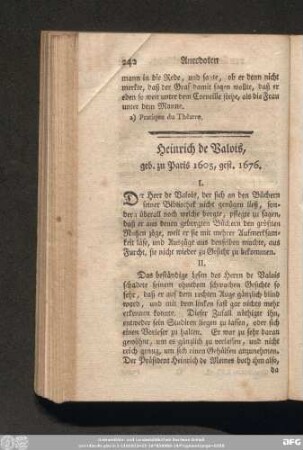 242 Anecdoten
mann in die Rede, und sagte, ob er denn nicht
merkte, daß der Graf damit sagen wollte, daß er
eben so weit unter dem Corneille stehe, als die Frau
unter dem Manne.
2) Pratique du Théatre.
Heinrich de Valois,
geb. zu Paris 1603, gest. 1676.
I.
Der Herr de Valois, der sich an den Büchern
seiner Bibliothek nicht genügen ließ, son-
dern überall noch welche borgte, pflegte zu sagen,
daß er aus denen geborgten Büchern den größten
Nutzen zöge, weil er sie mit mehrer Aufmerksam-
keit läse, und Auszüge aus denselben machte, aus
Furcht, sie nicht wieder zu Gesicht zu bekommen.
II.
Das beständige Lesen des Herrn de Valois
schadete seinem ohnedem schwachen Gesichte so
sehr, daß er auf dem rechten Auge gänzlich blind
ward, und mit dem linken fast gar nichts mehr
erkennen konnte. Dieser Zufall nöthigte ihn,
entweder sein Studiren liegen zu lassen, oder sich
einen Vorleser zu halten. Er war zu sehr daran
gewöhnt, um es gänzlich zu verlassen, und nicht
reich genug, um sich einen Gehülfen anzunehmen.
Der Präsident Heinrich de Mesmes both ihm also,
da